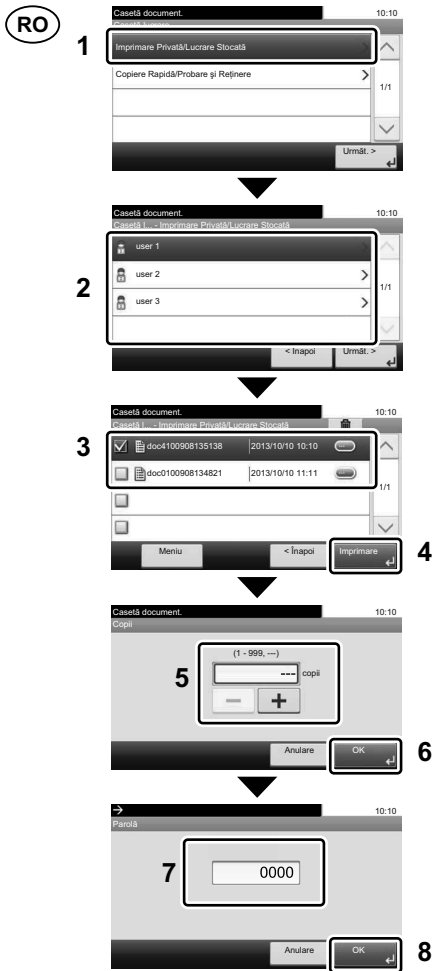 RO
Casetă document. 10:10
Casetă lucrare
1
Imprimare Privată/Lucrare Stocată
Copiere Rapidă/Probare şi Reţinere
1/1
Următ. >
Casetă document. 10:10
Casetă l... - Imprimare Privată/Lucrare Stocată
user 1
2
user 2
user 3
1/1
< Inapoi Următ. >
Casetă document. 10:10
Casetă l... - Imprimare Privată/Lucrare Stocată
3
doc4100908135138 2013/10/10 10:10
doc0100908134821 2013/10/10 11:11
1/1
Meniu < Înapoi Imprimare
4
Casetă document. 10:10
Copii
(1 - 999, ---)
5
--- copii
− +
Anulare OK
6
10:10
Parolă
7
0000
Anulare OK
8